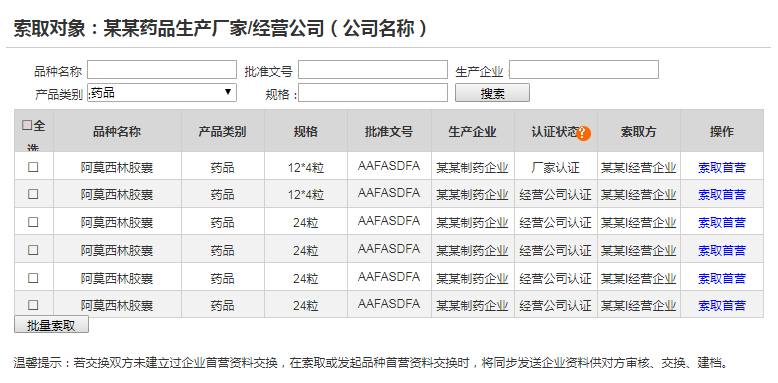 索取对象：某某药品生产厂家/经营公司（公司名称）
品种名称 批准文号 生产企业：
产品类别：药品 规格： 搜索
全选 品种名称 产品类别 规格 批准文号 生产企业 认证状态? 索取方 操作
阿莫西林胶囊 药品 12*4粒 AAFASDFA 某某制药企业 厂家认证 某某I经营企业 索取首营
阿莫西林胶囊 药品 12*4粒 AAFASDFA 某某制药企业 经营公司认证 某某I经营企业 索取首营
阿莫西林胶囊 药品 24粒 AAFASDFA 某某制药企业 经营公司认证 某某I经营企业 索取首营
阿莫西林胶囊 药品 24粒 AAFASDFA 某某制药企业 经营公司认证 某某I经营企业 索取首营
阿莫西林胶囊 药品 24粒 AAFASDFA 某某制药企业 经营公司认证 某某I经营企业 索取首营
阿莫西林胶囊 药品 24粒 AAFASDFA 某某制药企业 经营公司认证 某某I经营企业 索取首营
批量索取
温馨提示：若交换双方未建立过企业首营资料交换，在索取或发起品种首营资料交换时，将同步发送企业资料供对方审核、交换、建档。